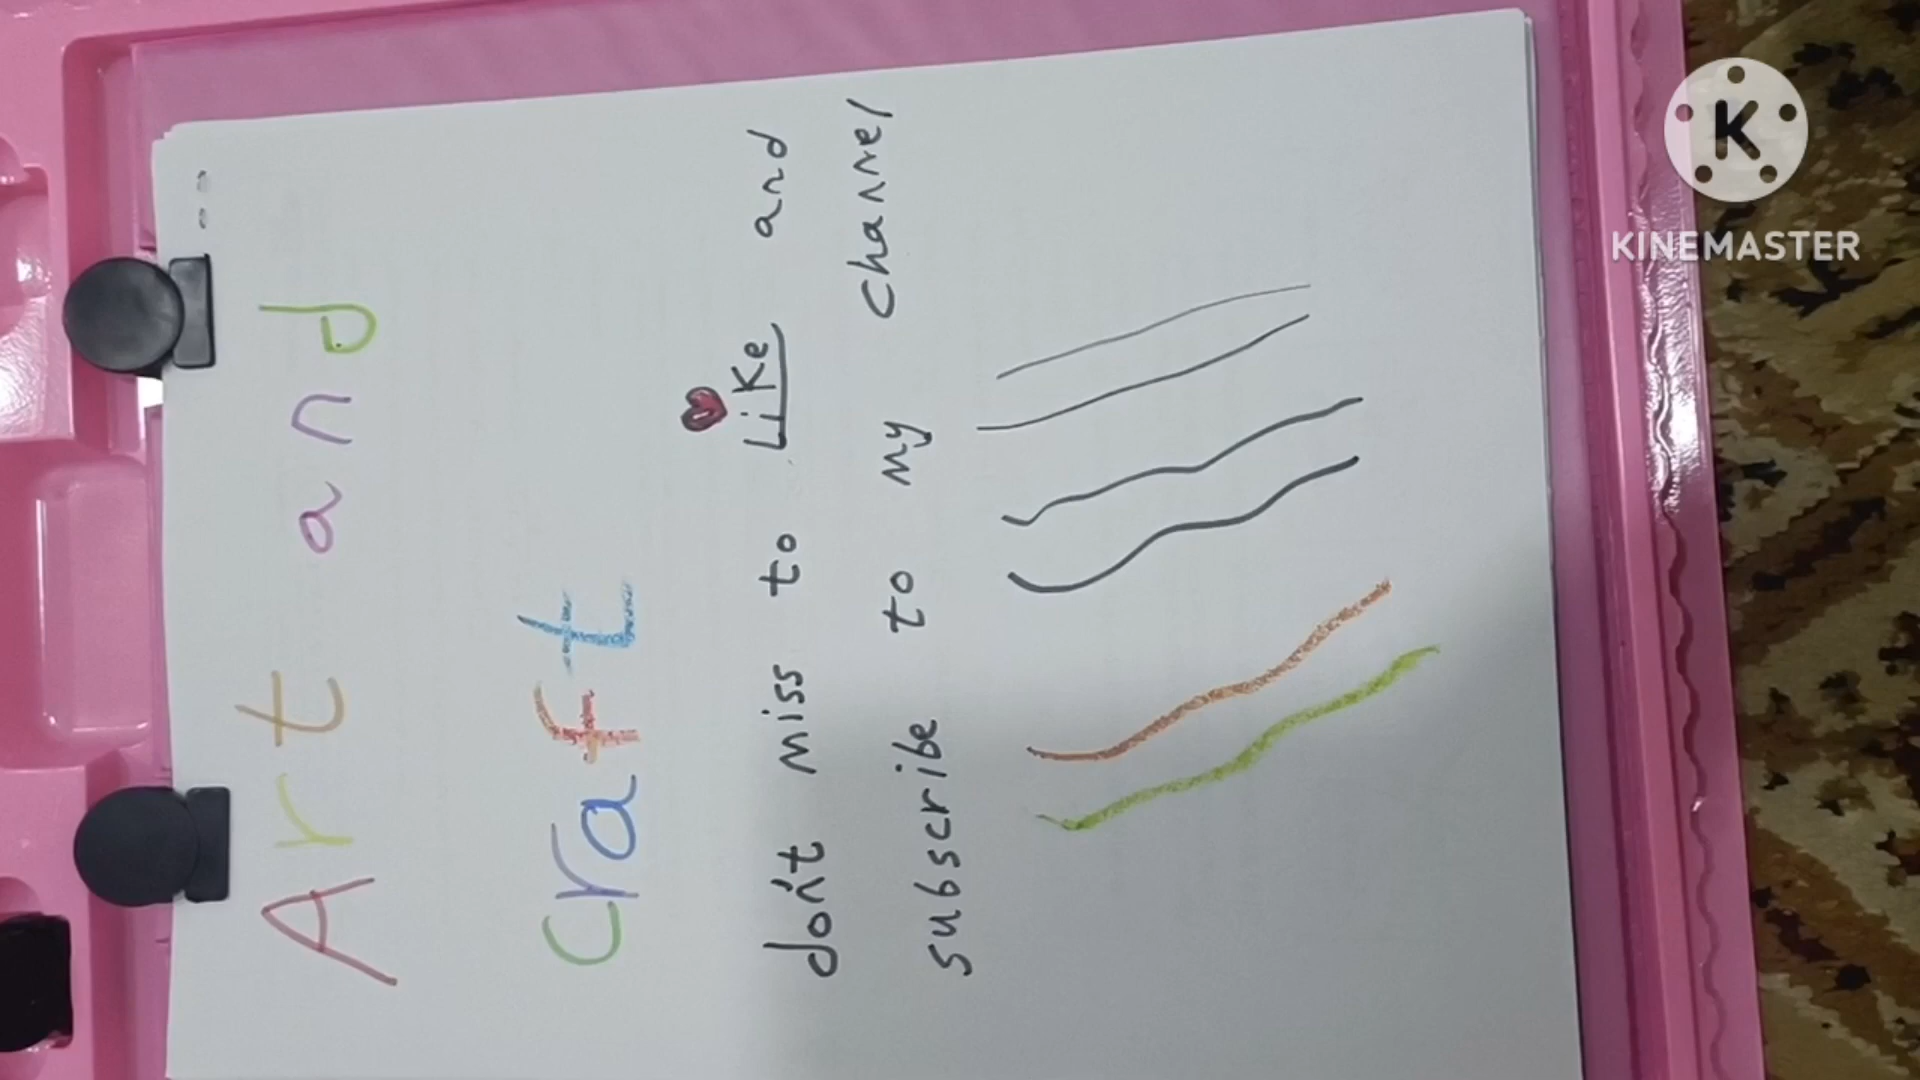 Art and
craft
don't miss to Like and
subscribe to my channel
K
KINEMASTER